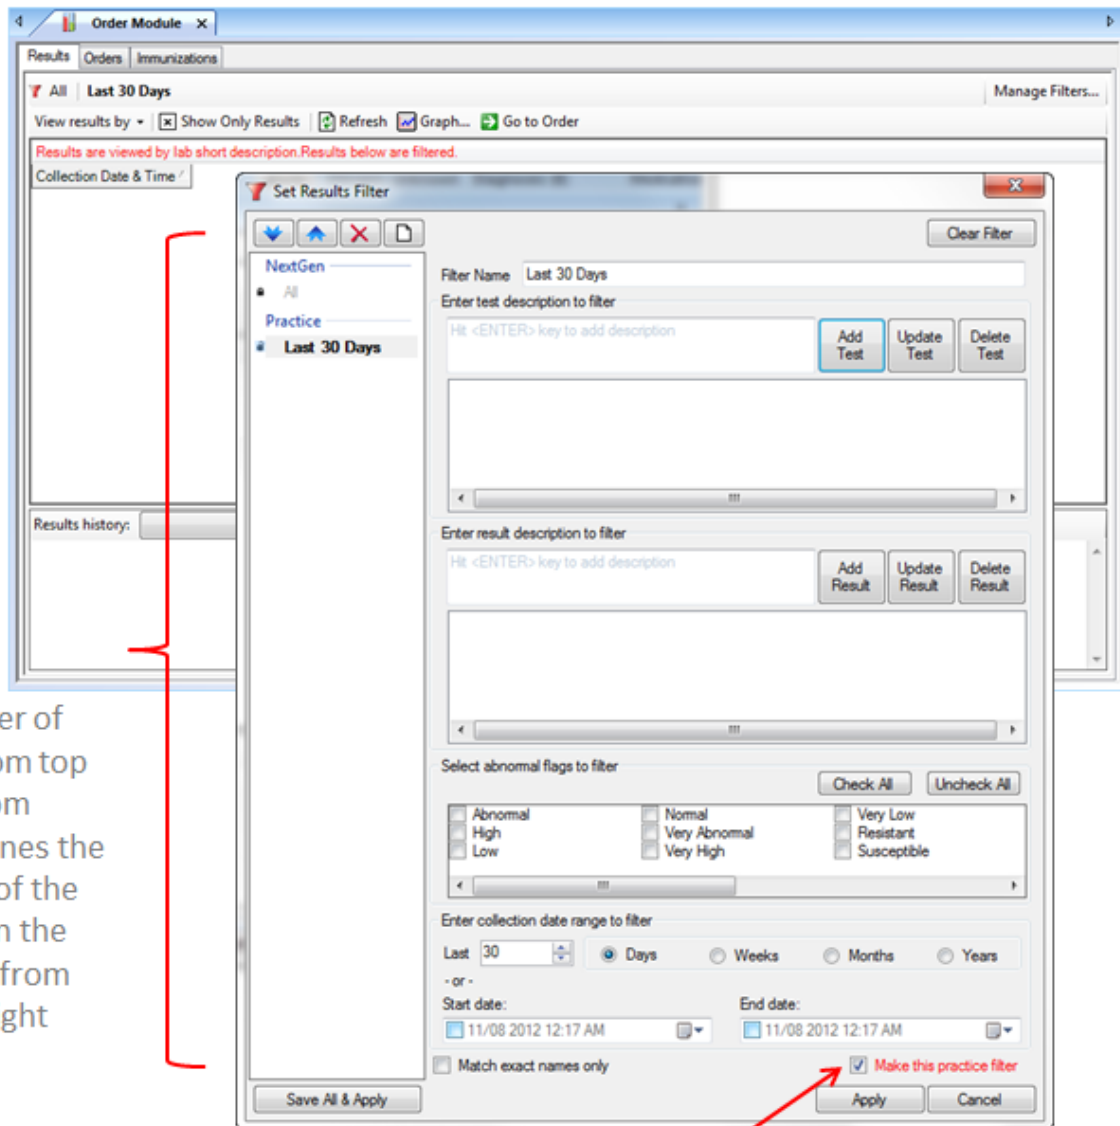 Order Module X
Results Orders Immunizations
All Last 30 Days Manage Filters...
View results by Show Only Results Refresh Graph... Go to Order
Results are viewed by lab short description.Results below are filtered.
Collection Date & Time
Set Results Filter
Clear Filter
NextGen
All
Practice
Last 30 Days
Filter Name Last 30 Days
Enter test description to filter
Hit <ENTER> key to add description
Add Test
Update Test
Delete Test
Results history:
Enter result description to filter
Hit <ENTER> key to add description
Add Result
Update Result
Delete Result
Select abnormal flags to filter
Check All Uncheck All
Abnormal Normal Very Low
High Very Abnormal Resistant
Low Very High Susceptible
Enter collection date range to filter
Last 30 Days Weeks Months Years
- or -
Start date: End date:
11/08 2012 12:17 AM 11/08 2012 12:17 AM
Match exact names only Make this practice filter
Save All & Apply Apply Cancel
er of
om top
om
nes the
of the
n the
from
ght